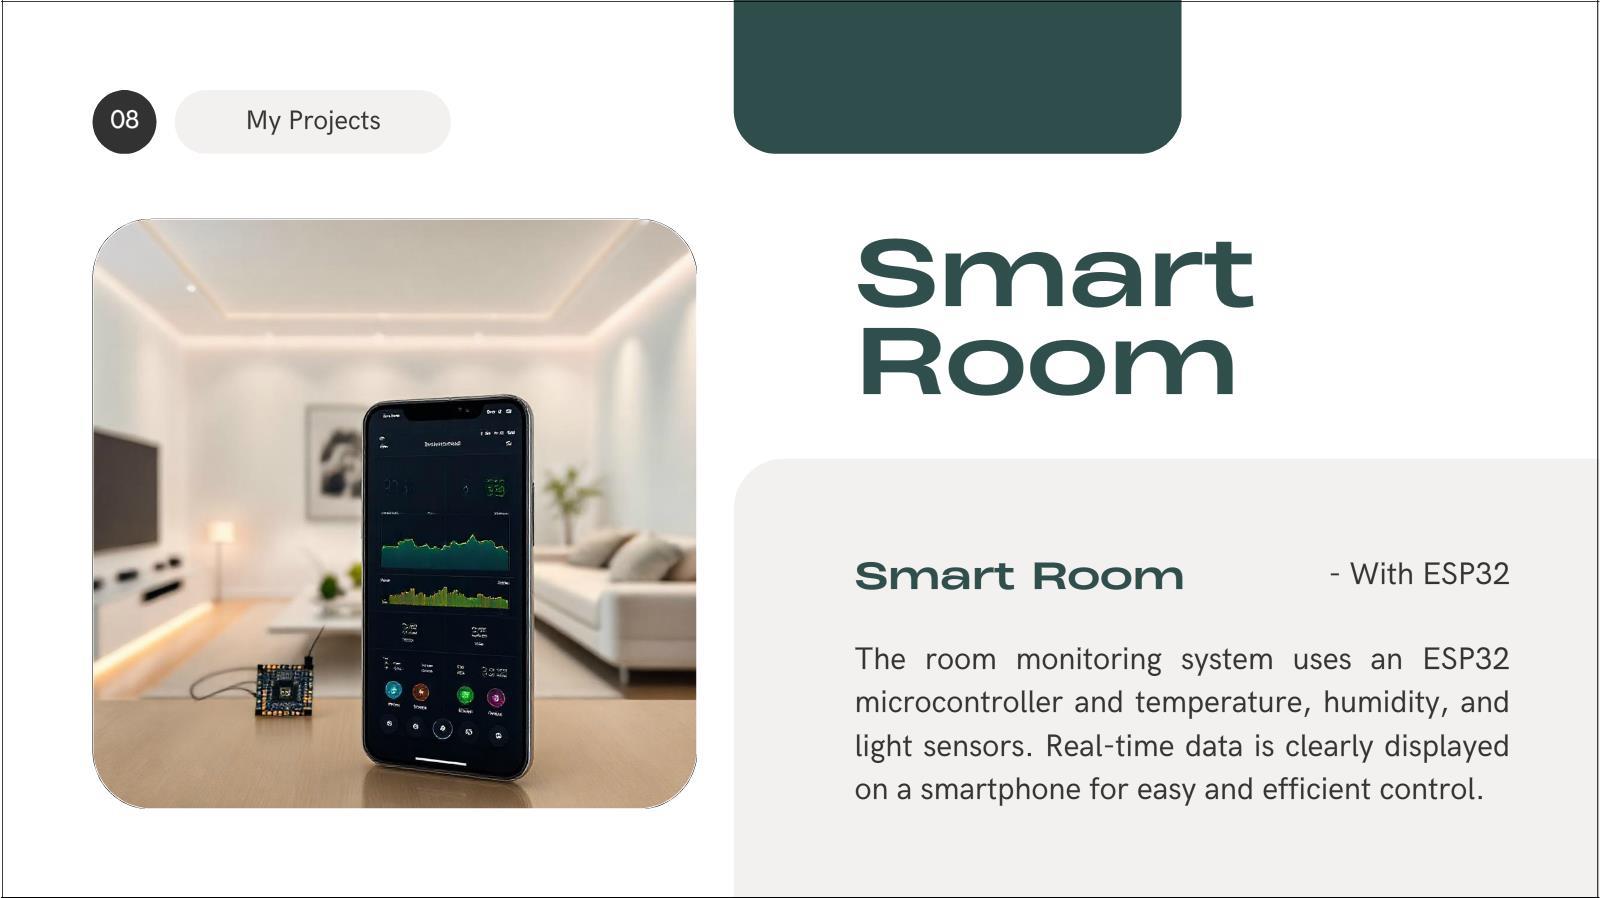 08
My Projects
Smart
Room
Smart Room
- With ESP32
The room monitoring system uses an ESP32
microcontroller and temperature, humidity, and
light sensors. Real-time data is clearly displayed
on a smartphone for easy and efficient control.